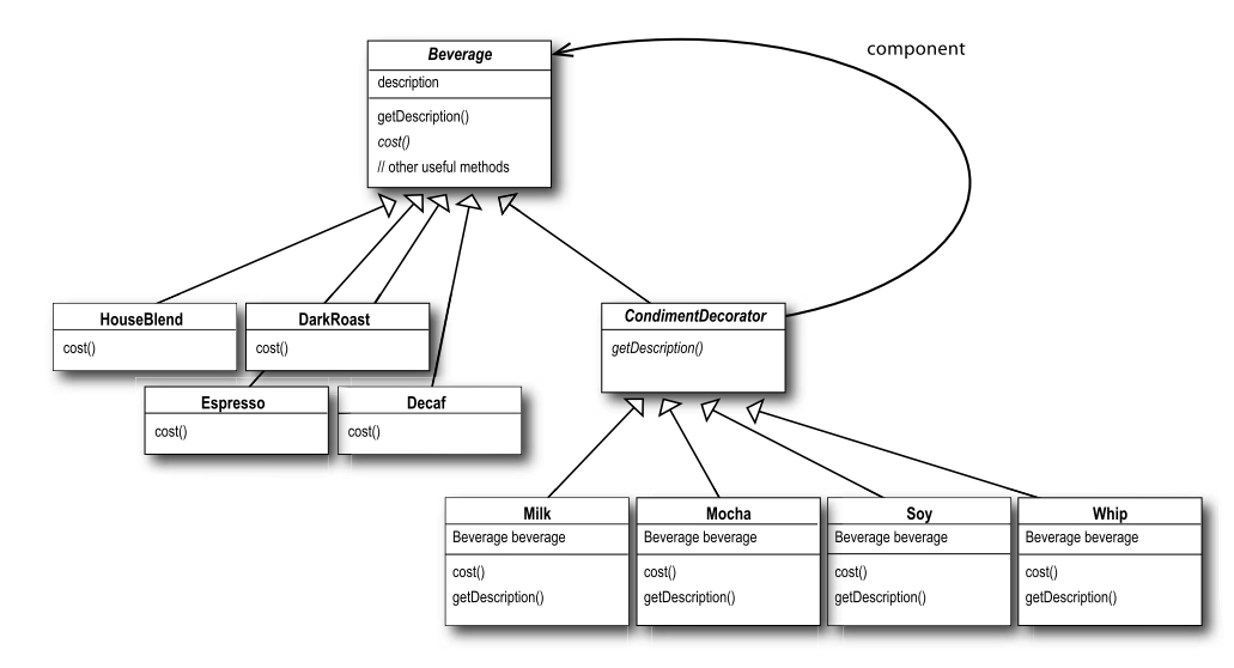 Beverage
description
getDescription()
cost()
// other useful methods
component
HouseBlend
cost()
DarkRoast
cost()
CondimentDecorator
getDescription()
Espresso
cost()
Decaf
cost()
Milk
Beverage beverage
cost()
getDescription()
Mocha
Beverage beverage
cost()
getDescription()
Soy
Beverage beverage
cost()
getDescription()
Whip
Beverage beverage
cost()
getDescription()